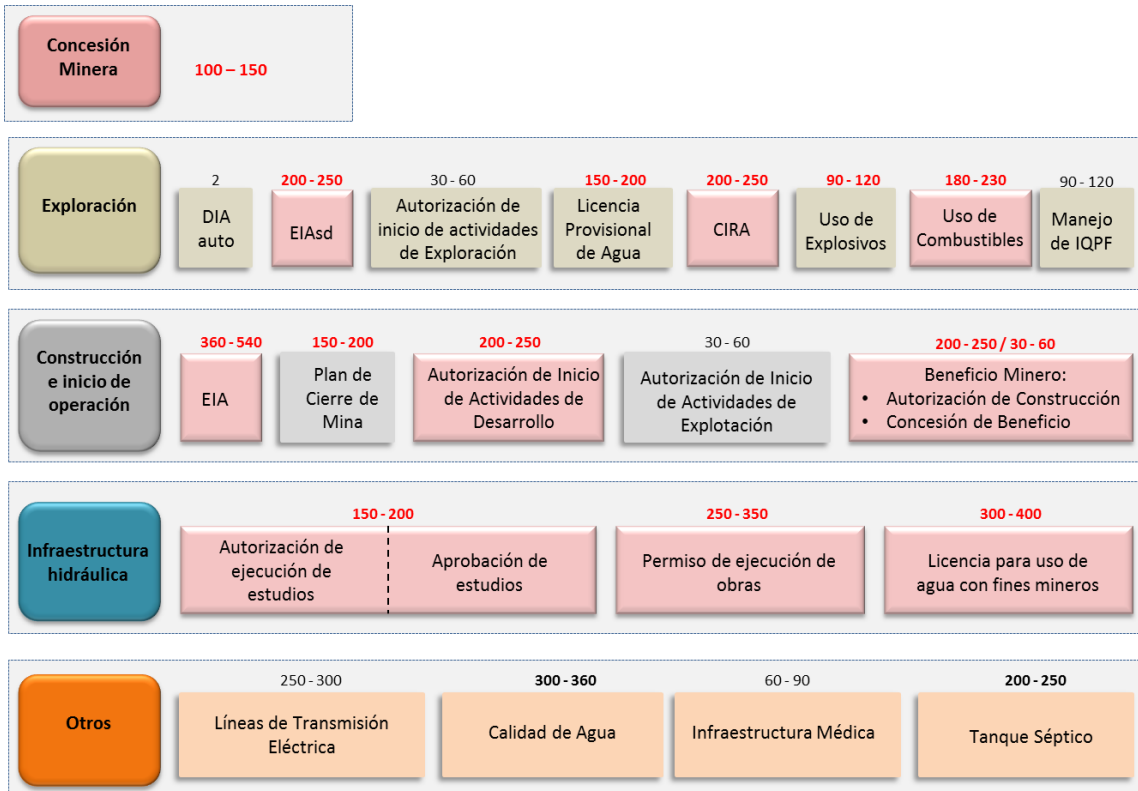 Concesión
Minera
100 – 150
Exploración
2
DIA
auto
200 - 250
EIAsd
30 - 60
Autorización de
inicio de actividades
de Exploración
150 - 200
Licencia
Provisional
de Agua
200 - 250
CIRA
90 - 120
Uso de
Explosivos
180 - 230
Uso de
Combustibles
90 - 120
Manejo
de IQPF
Construcción
e inicio de
operación
360 - 540
EIA
150 - 200
Plan de
Cierre de
Mina
200 - 250
Autorización de Inicio
de Actividades de
Desarrollo
30 - 60
Autorización de Inicio
de Actividades de
Explotación
200 - 250 / 30 - 60
Beneficio Minero:
• Autorización de Construcción
• Concesión de Beneficio
Infraestructura
hidráulica
150 - 200
Autorización de
ejecución de
estudios
Aprobación de
estudios
250 - 350
Permiso de ejecución de
obras
300 - 400
Licencia para uso de
agua con fines mineros
Otros
250 - 300
Líneas de Transmisión
Eléctrica
300 - 360
Calidad de Agua
60 - 90
Infraestructura Médica
200 - 250
Tanque Séptico